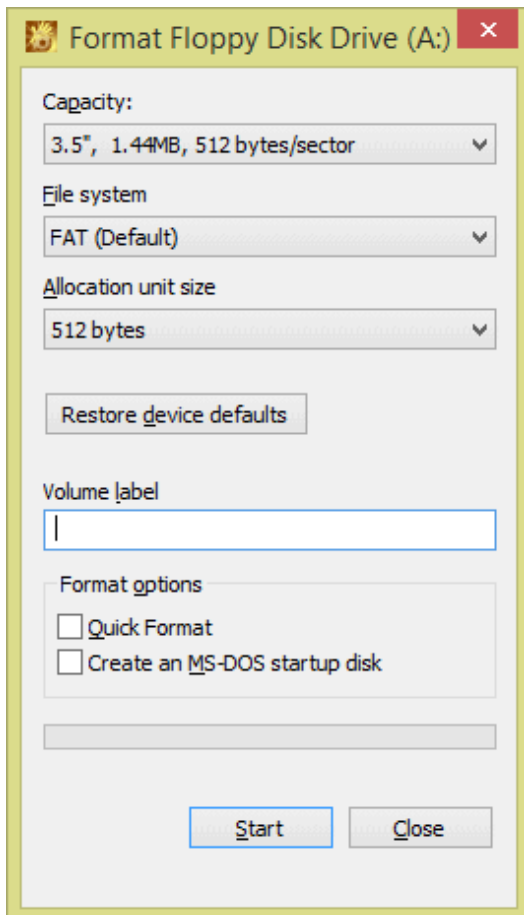 Format Floppy Disk Drive (A:)
Capacity:
3.5", 1.44MB, 512 bytes/sector
File system
FAT (Default)
Allocation unit size
512 bytes
Restore device defaults
Volume label
Format options
Quick Format
Create an MS-DOS startup disk
Start Close